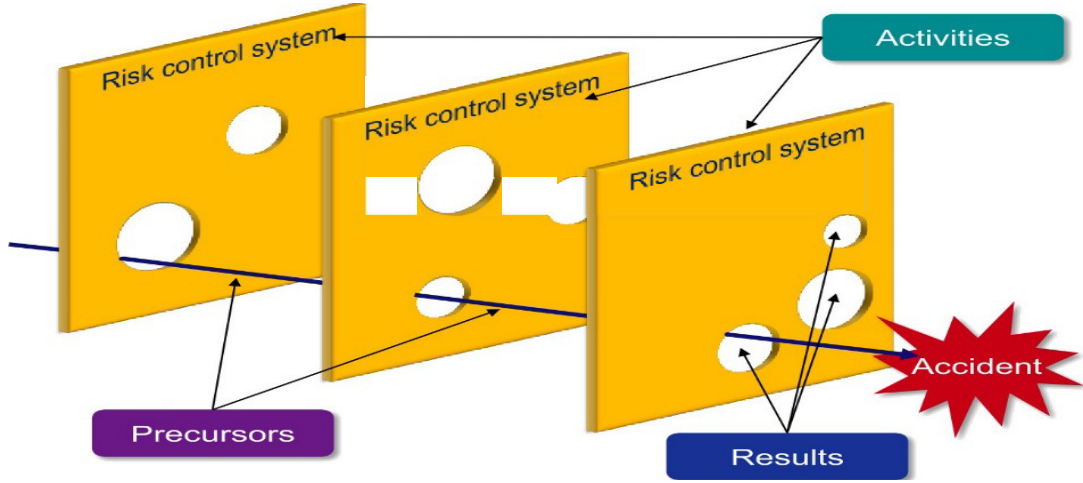 Risk control system
Activities
Risk control system
Risk control system
Accident
Precursors
Results